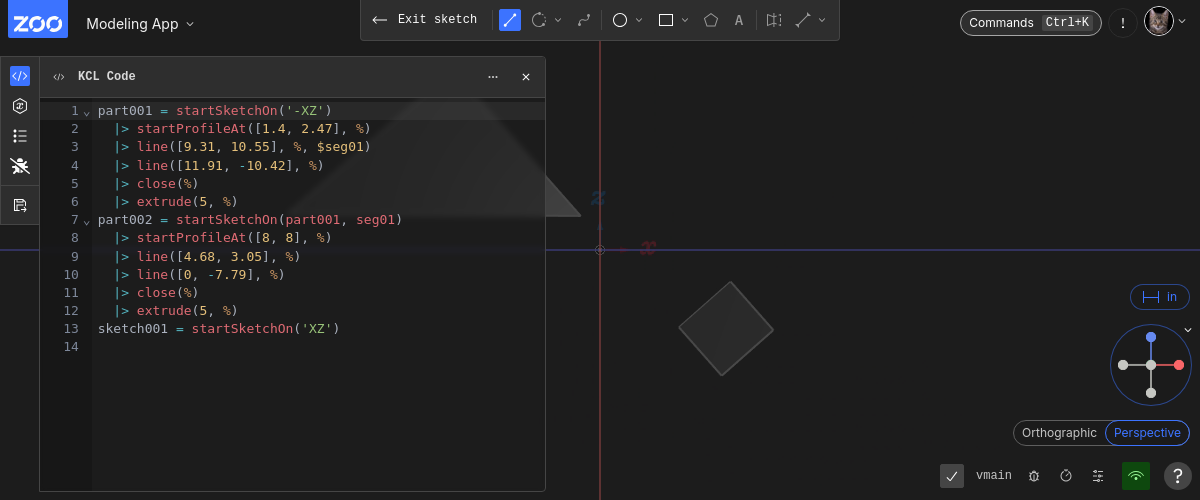 ZOO
Modeling App
Exit sketch
A
Commands Ctrl+K
!
</> KCL Code
1 part001 = startSketchOn('-XZ')
2 |> startProfileAt([1.4, 2.47], %)
3 |> line([9.31, 10.55], %, $seg01)
4 |> line([11.91, -10.42], %)
5 |> close(%)
6 |> extrude(5, %)
7 part002 = startSketchOn(part001, seg01)
8 |> startProfileAt([8, 8], %)
9 |> line([4.68, 3.05], %)
10 |> line([0, -7.79], %)
11 |> close(%)
12 |> extrude(5, %)
13 sketch001 = startSketchOn('XZ')
14
z
x
in
Orthographic Perspective
vmain
?